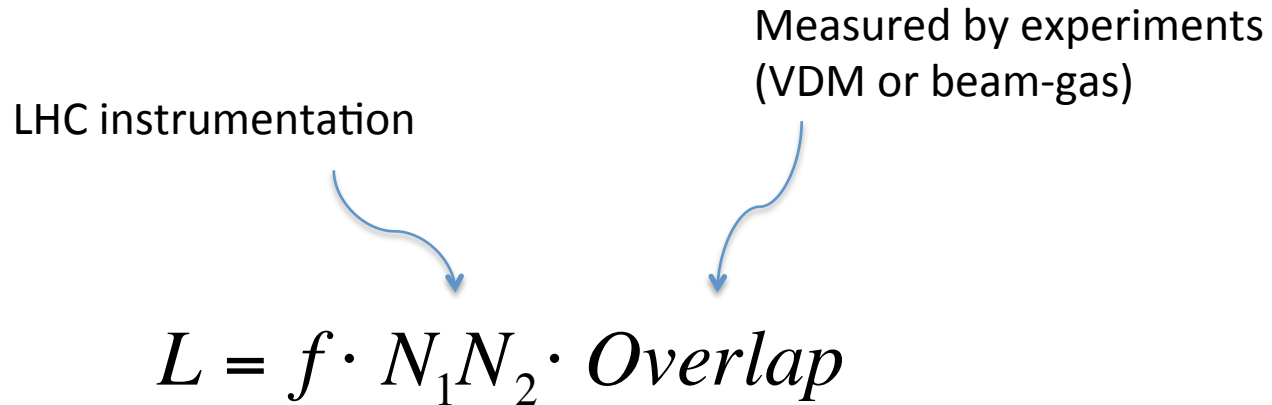 Measured by experiments
(VDM or beam-gas)
LHC instrumentation
L = f · N₁N₂ · Overlap